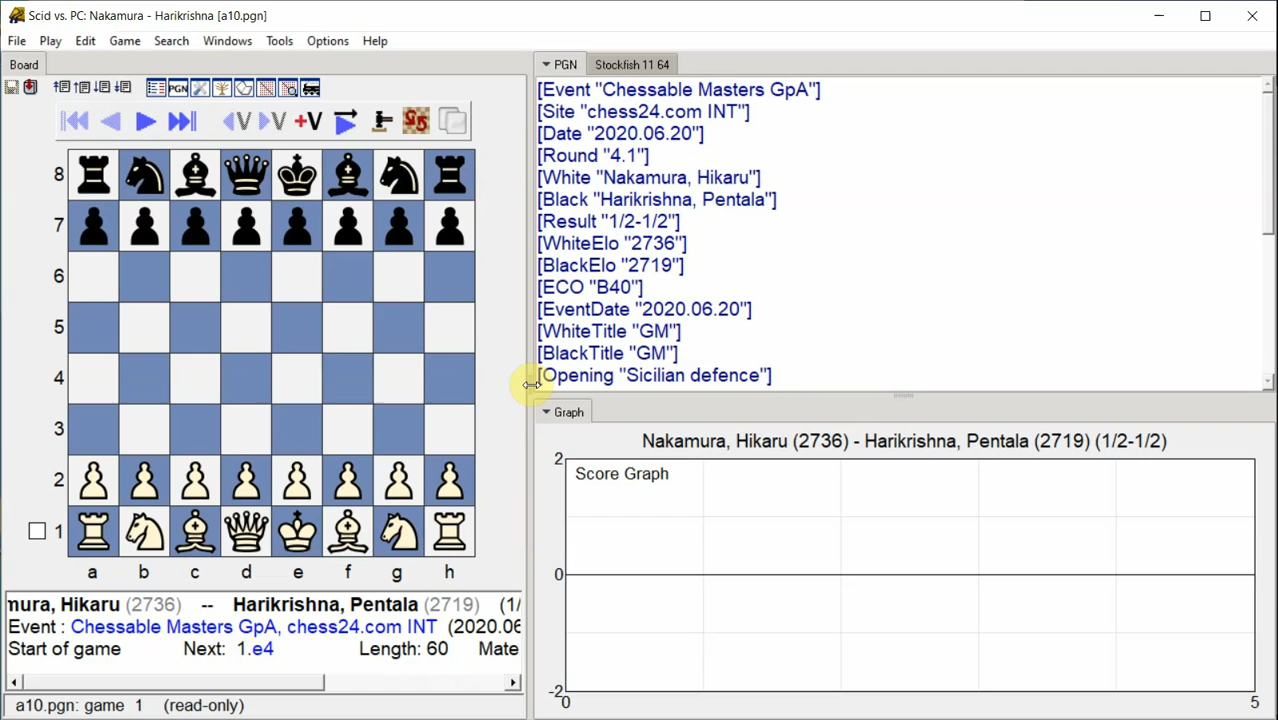 Scid vs. PC: Nakamura - Harikrishna [a10.pgn]
File Play Edit Game Search Windows Tools Options Help
Board
PGN
V V +V
8
7
6
5
4
3
2
1
a b c d e f g h
mura, Hikaru (2736) -- Harikrishna, Pentala (2719) (1/
Event : Chessable Masters GpA, chess24.com INT (2020.06
Start of game Next: 1.e4 Length: 60 Mate
a10.pgn: game 1 (read-only)
PGN Stockfish 11 64
[Event "Chessable Masters GpA"]
[Site "chess24.com INT"]
[Date "2020.06.20"]
[Round "4.1"]
[White "Nakamura, Hikaru"]
[Black "Harikrishna, Pentala"]
[Result "1/2-1/2"]
[WhiteElo "2736"]
[BlackElo "2719"]
[ECO "B40"]
[EventDate "2020.06.20"]
[WhiteTitle "GM"]
[BlackTitle "GM"]
[Opening "Sicilian defence"]
Graph
Nakamura, Hikaru (2736) - Harikrishna, Pentala (2719) (1/2-1/2)
2
Score Graph
0
-2
0 5